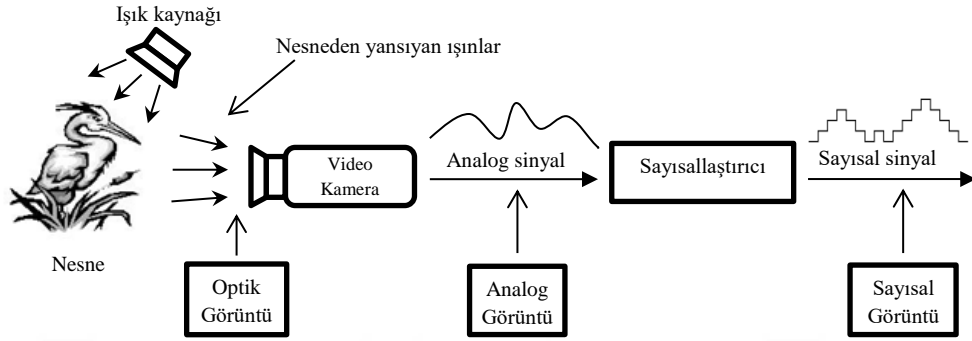 Işık kaynağı
Nesneden yansıyan ışınlar
Video
Kamera
Analog sinyal
Sayısallaştırıcı
Sayısal sinyal
Nesne
Optik
Görüntü
Analog
Görüntü
Sayısal
Görüntü